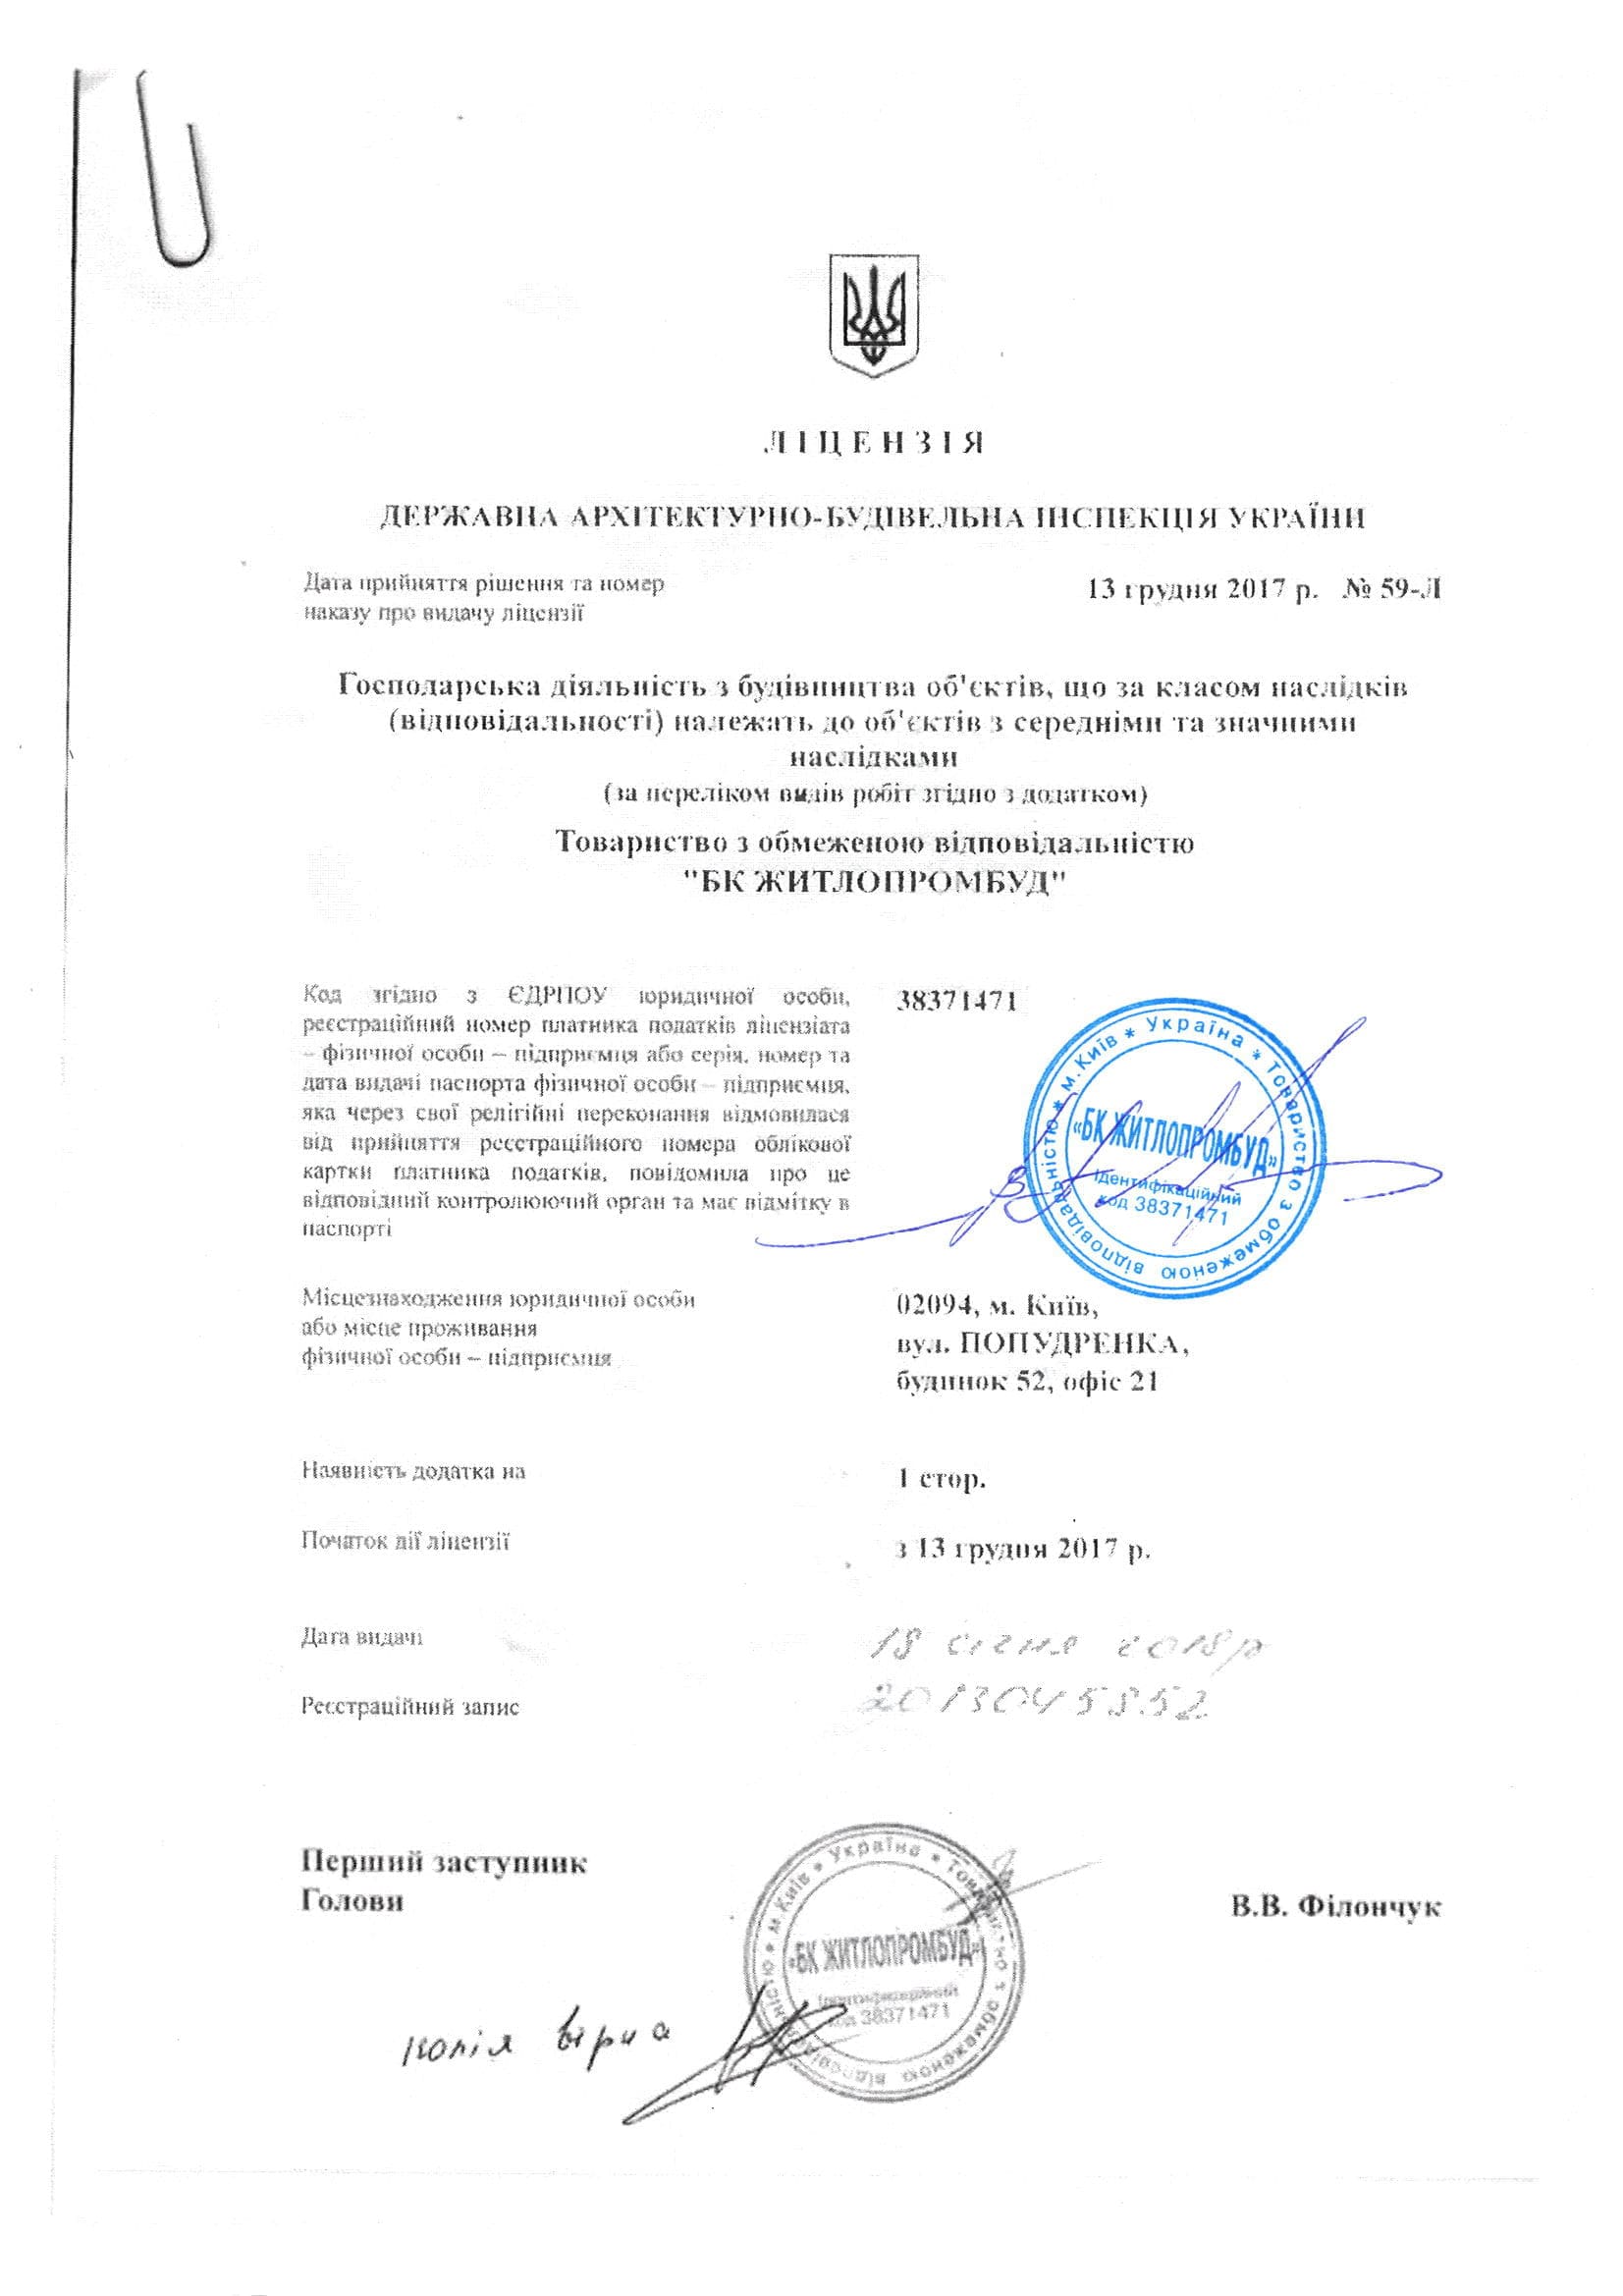 ЛІЦЕНЗІЯ
ДЕРЖАВНА АРХІТЕКТУРНО-БУДІВЕЛЬНА ІНСПЕКЦІЯ УКРАЇНИ
Дата прийняття рішення та номер
наказу про видачу ліцензії
13 грудня 2017 р. № 59-Л
Господарська діяльність з будівництва об'єктів, що за класом наслідків
(відповідальності) належать до об'єктів з середніми та значними
наслідками
(за переліком видів робіт згідно з додатком)
Товариство з обмеженою відповідальністю
"БК ЖИТЛОПРОМБУД"
Код згідно з ЄДРПОУ юридичної особи,
реєстраційний номер платника податків ліцензіата
– фізичної особи – підприємця або серія, номер та
дата видачі паспорта фізичної особи – підприємця,
яка через свої релігійні переконання відмовилася
від прийняття реєстраційного номера облікової
картки платника податків, повідомила про це
відповідний контролюючий орган та має відмітку в
паспорті
38371471
м.Київ * Україна * Товариство з обмеженою відповідальністю *
«БК ЖИТЛОПРОМБУД»
Ідентифікаційний
код 38371471
Місцезнаходження юридичної особи
або місце проживання
фізичної особи – підприємця
02094, м. Київ,
вул. ПОПУДРЕНКА,
будинок 52, офіс 21
Наявність додатка на
1 стор.
Початок дії ліцензії
з 13 грудня 2017 р.
Дата видачі
18 січня 2018р
Реєстраційний запис
2013045852
Перший заступник
Голови
В.В. Філончук
м.Київ * Україна * Товариство з обмеженою відповідальністю *
«БК ЖИТЛОПРОМБУД»
Ідентифікаційний
код 38371471
копія вірна